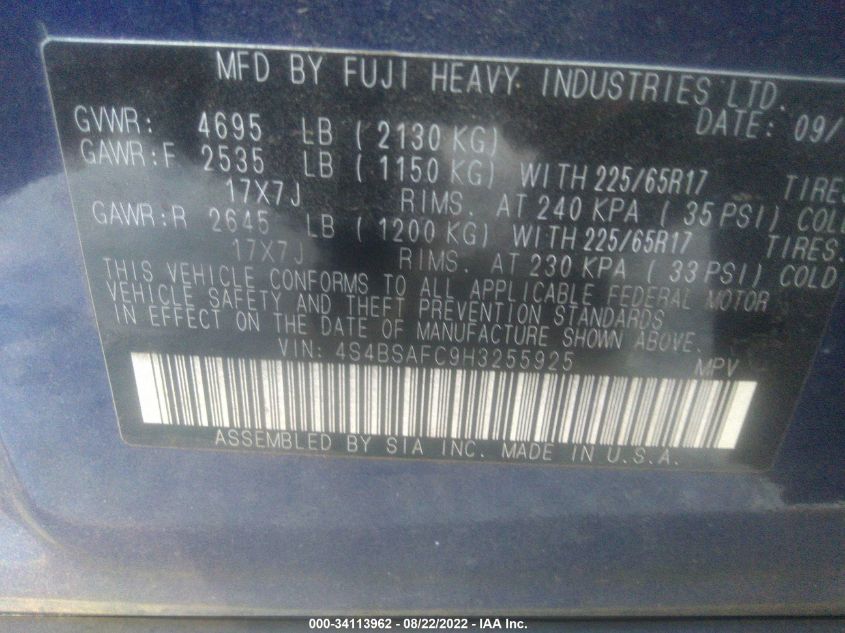 MFD BY FUJI HEAVY INDUSTRIES LTD.
DATE: 09/
GVWR: 4695 LB (2130 KG)
GAWR:F 2535 LB (1150 KG) WITH 225/65R17 TIRES
17X7J RIMS. AT 240 KPA (35 PSI) COLD
GAWR:R 2645 LB (1200 KG) WITH 225/65R17 TIRES.
17X7J RIMS. AT 230 KPA (33 PSI) COLD
THIS VEHICLE CONFORMS TO ALL APPLICABLE FEDERAL MOTOR
VEHICLE SAFETY AND THEFT PREVENTION STANDARDS
IN EFFECT ON THE DATE OF MANUFACTURE SHOWN ABOVE.
VIN: 4S4BSAFC9H3255925 MPV
ASSEMBLED BY SIA INC. MADE IN U.S.A.
000-34113962 - 08/22/2022 - IAA Inc.